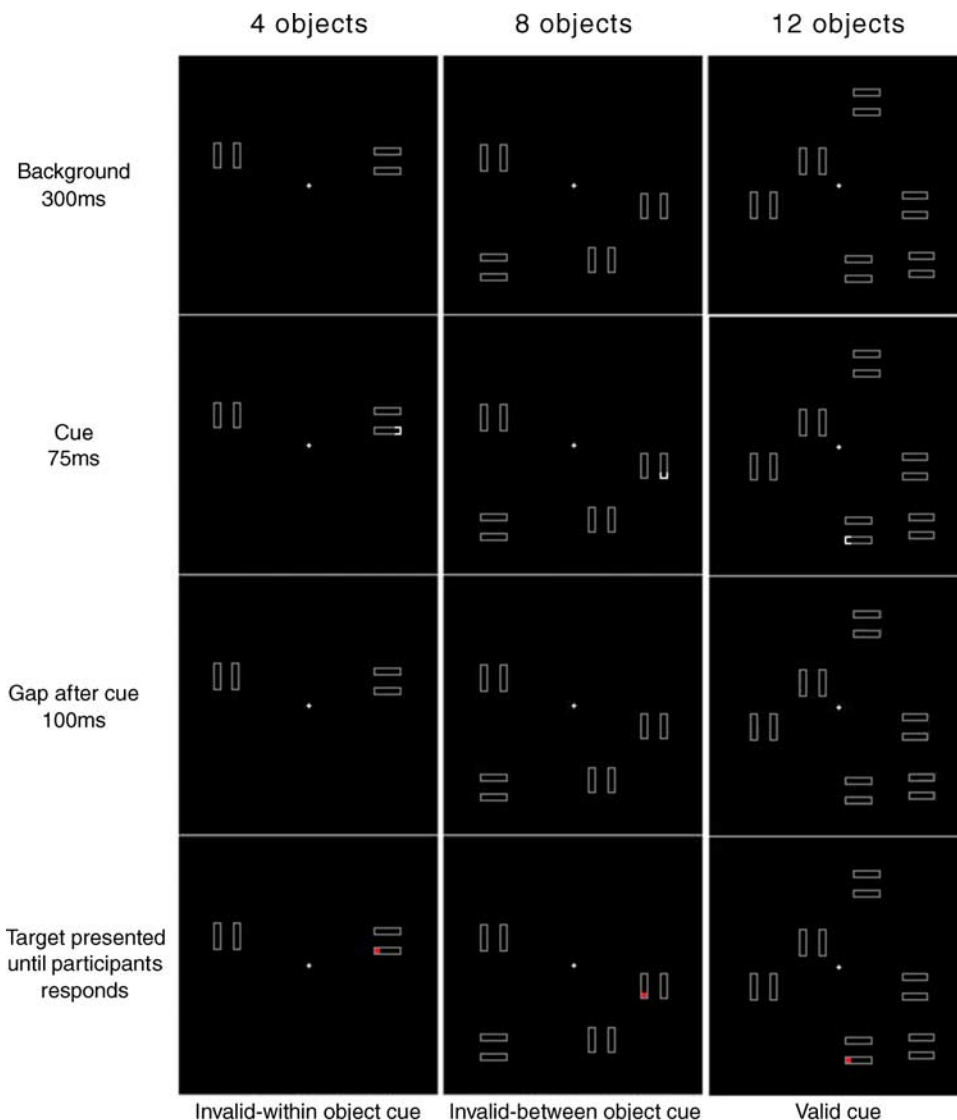 4 objects
8 objects
12 objects
Background
300ms
Cue
75ms
Gap after cue
100ms
Target presented
until participants
responds
Invalid-within object cue
Invalid-between object cue
Valid cue